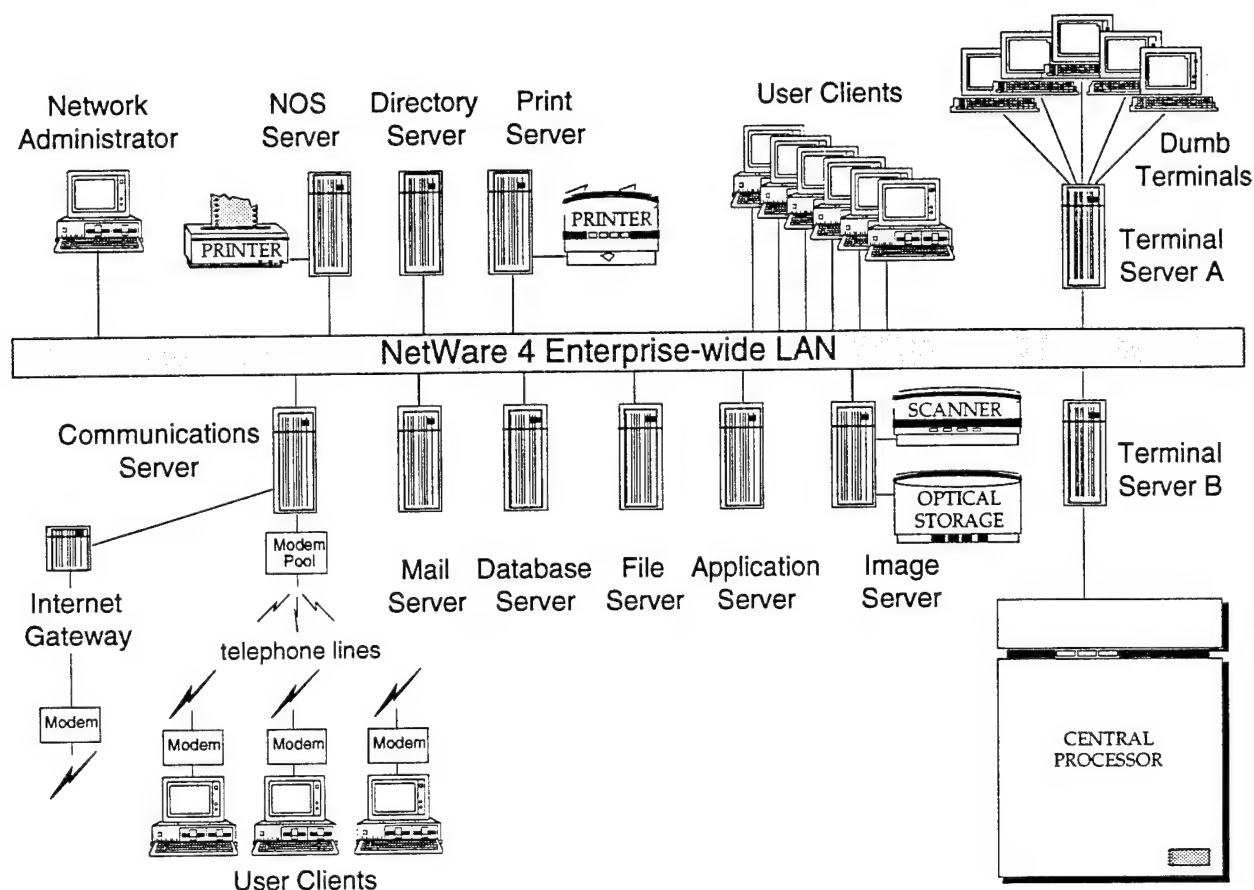 Network
Administrator
NOS
Server
Directory
Server
Print
Server
User Clients
Dumb
Terminals
PRINTER
PRINTER
Terminal
Server A
NetWare 4 Enterprise-wide LAN
Communications
Server
SCANNER
OPTICAL
STORAGE
Terminal
Server B
Modem
Pool
Mail
Server
Database
Server
File
Server
Application
Server
Image
Server
Internet
Gateway
telephone lines
Modem
Modem
Modem
Modem
CENTRAL
PROCESSOR
User Clients